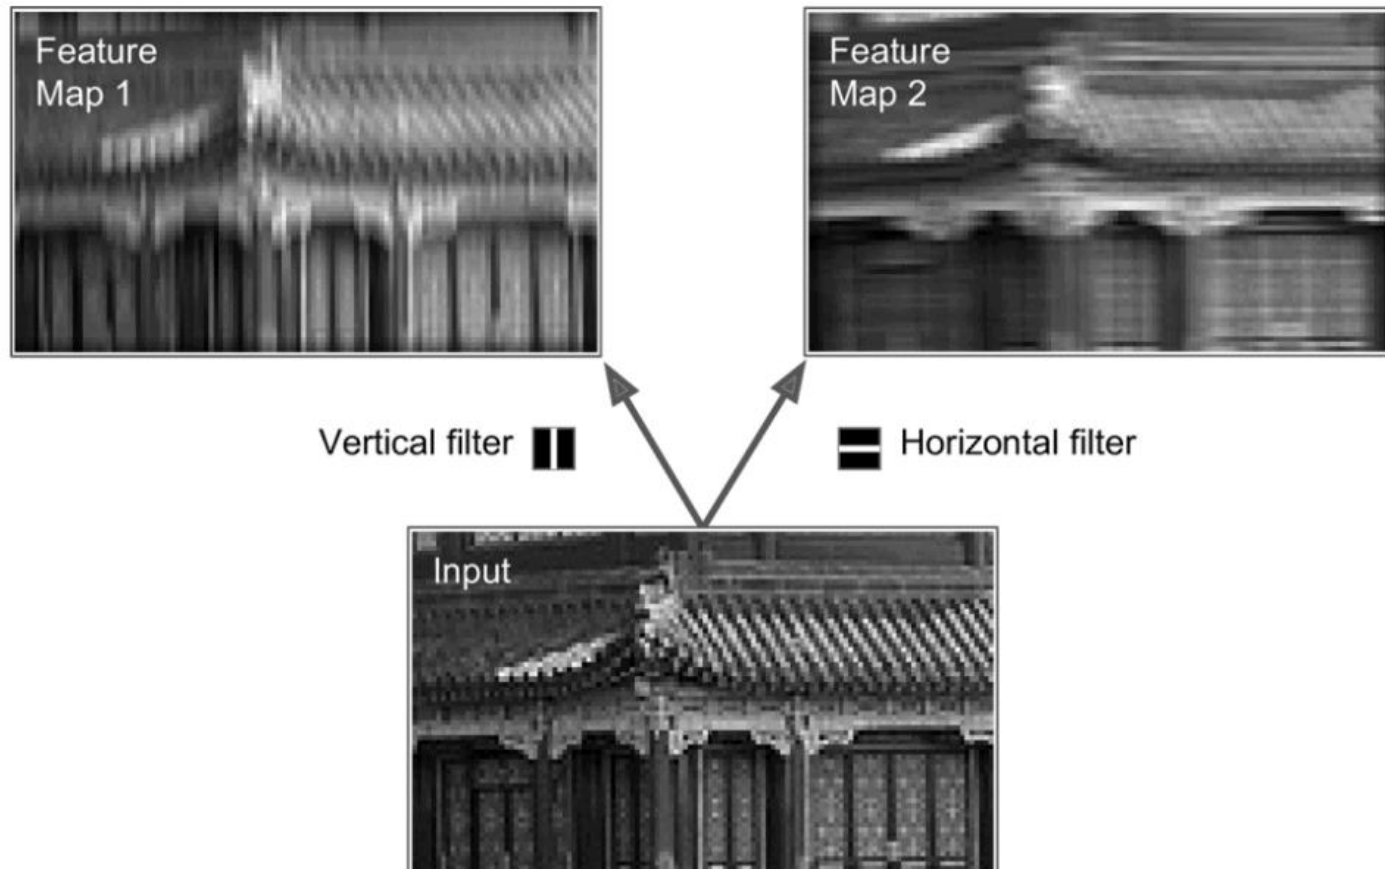 Feature
Map 1
Feature
Map 2
Vertical filter
Horizontal filter
Input